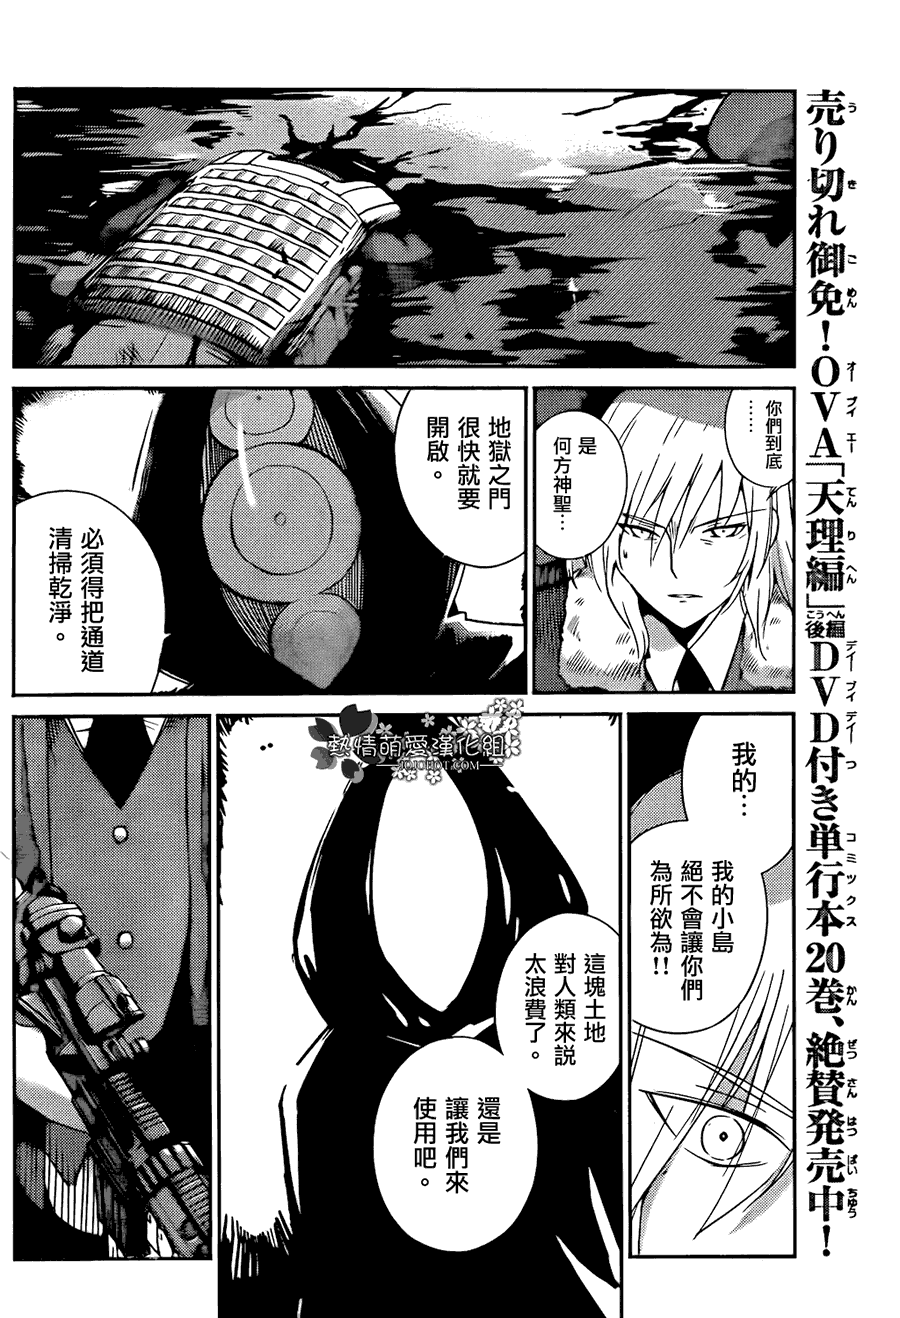 売り切れ御免！OVA「天理編」後編DVD付き単行本20巻、絶賛発売中！
你們到底
……
是
何方神聖…
地獄之門
很快就要
開啟。
必須得把通道
清掃乾淨。
我的…
我的小島
絕不會讓你們
為所欲為!!
這塊土地
對人類來說
太浪費了。
還是
讓我們來
使用吧。
熱情萌愛漢化組
JOJOHOT.COM